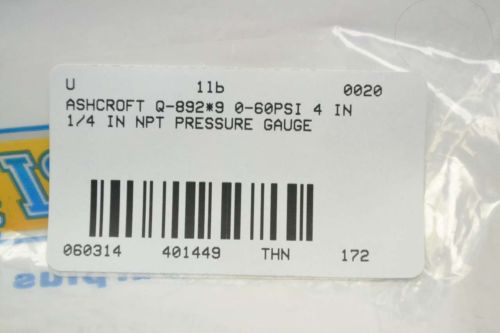 U 1lb 0020
ASHCROFT Q-892*9 0-60PSI 4 IN
1/4 IN NPT PRESSURE GAUGE
060314 401449 THN 172